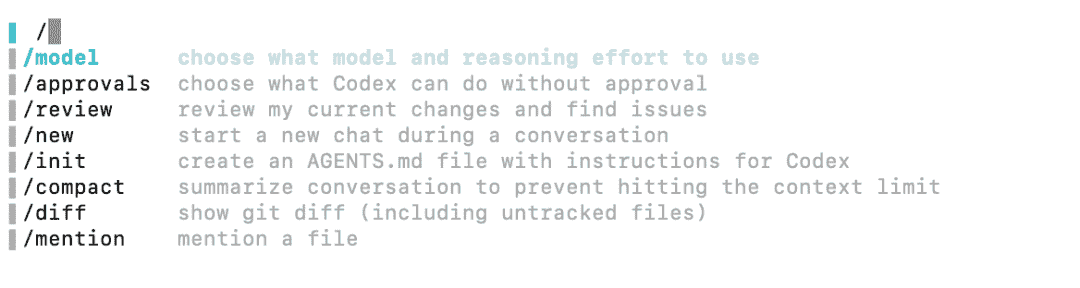 /
/model choose what model and reasoning effort to use
/approvals choose what Codex can do without approval
/review review my current changes and find issues
/new start a new chat during a conversation
/init create an AGENTS.md file with instructions for Codex
/compact summarize conversation to prevent hitting the context limit
/diff show git diff (including untracked files)
/mention mention a file